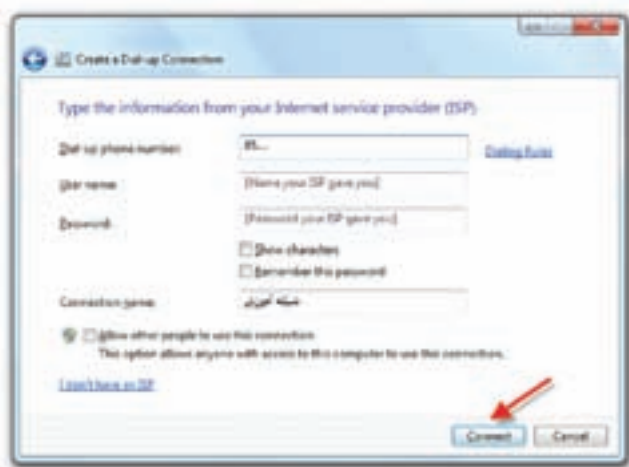 Create a Dial-up Connection
Type the information from your Internet service provider (ISP)
Dial-up phone number:
Dialing Rules
User name: [Name your ISP gave you]
Password: [Password your ISP gave you]
Show characters
Remember this password
Connection name:
Allow other people to use this connection
This option allows anyone with access to this computer to use this connection.
I don't have an ISP
Connect Cancel